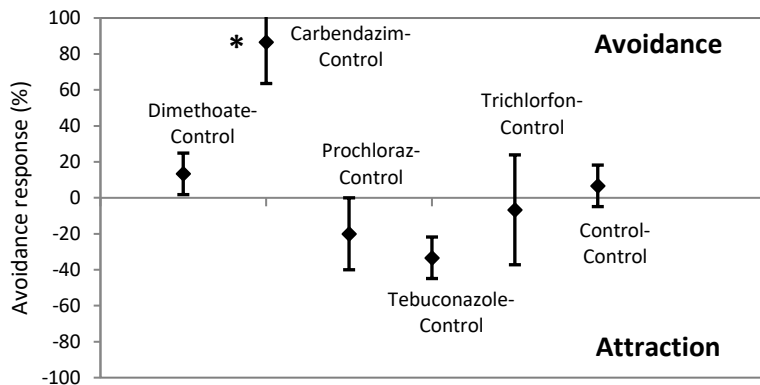 Avoidance response (%)
100
80
60
40
20
0
-20
-40
-60
-80
-100
*
Carbendazim-
Control
Avoidance
Dimethoate-
Control
Trichlorfon-
Control
Prochloraz-
Control
Control-
Control
Tebuconazole-
Control
Attraction